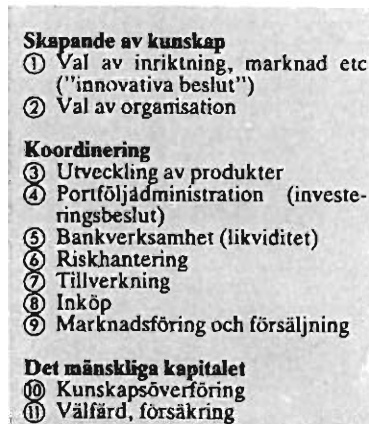 Skapande av kunskap
① Val av inriktning, marknad etc
("innovativa beslut")
② Val av organisation
Koordinering
③ Utveckling av produkter
④ Portföljadministration (investe-
ringsbeslut)
⑤ Bankverksamhet (likviditet)
⑥ Riskhantering
⑦ Tillverkning
⑧ Inköp
⑨ Marknadsföring och försäljning
Det mänskliga kapitalet
⑩ Kunskapsöverföring
⑪ Välfärd, försäkring